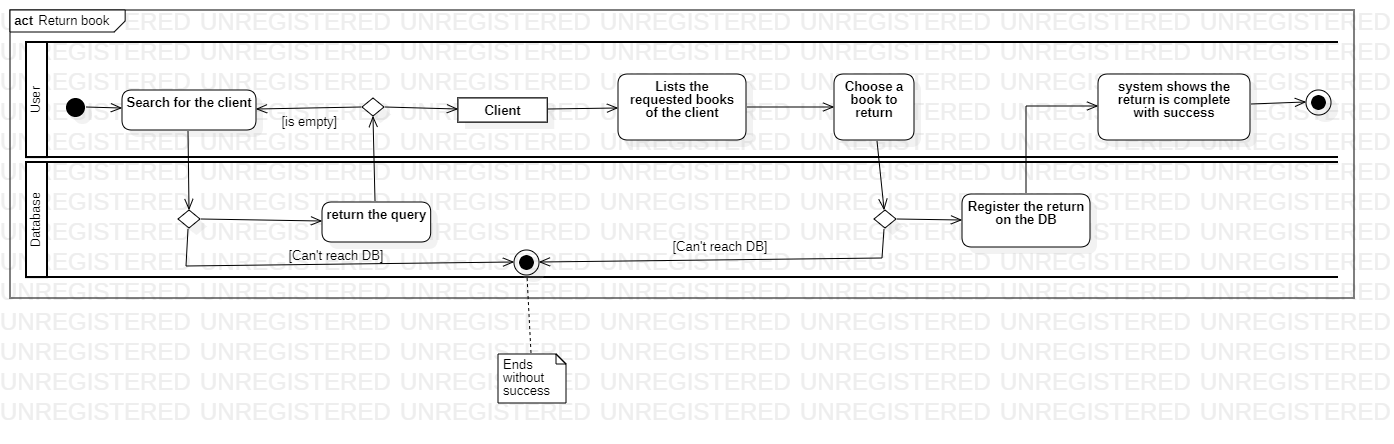 act Return book
User
Search for the client
[is empty]
Client
Lists the
requested books
of the client
Choose a
book to
return
system shows the
return is complete
with success
Database
return the query
[Can't reach DB]
[Can't reach DB]
Register the return
on the DB
Ends
without
success
UNREGISTERED